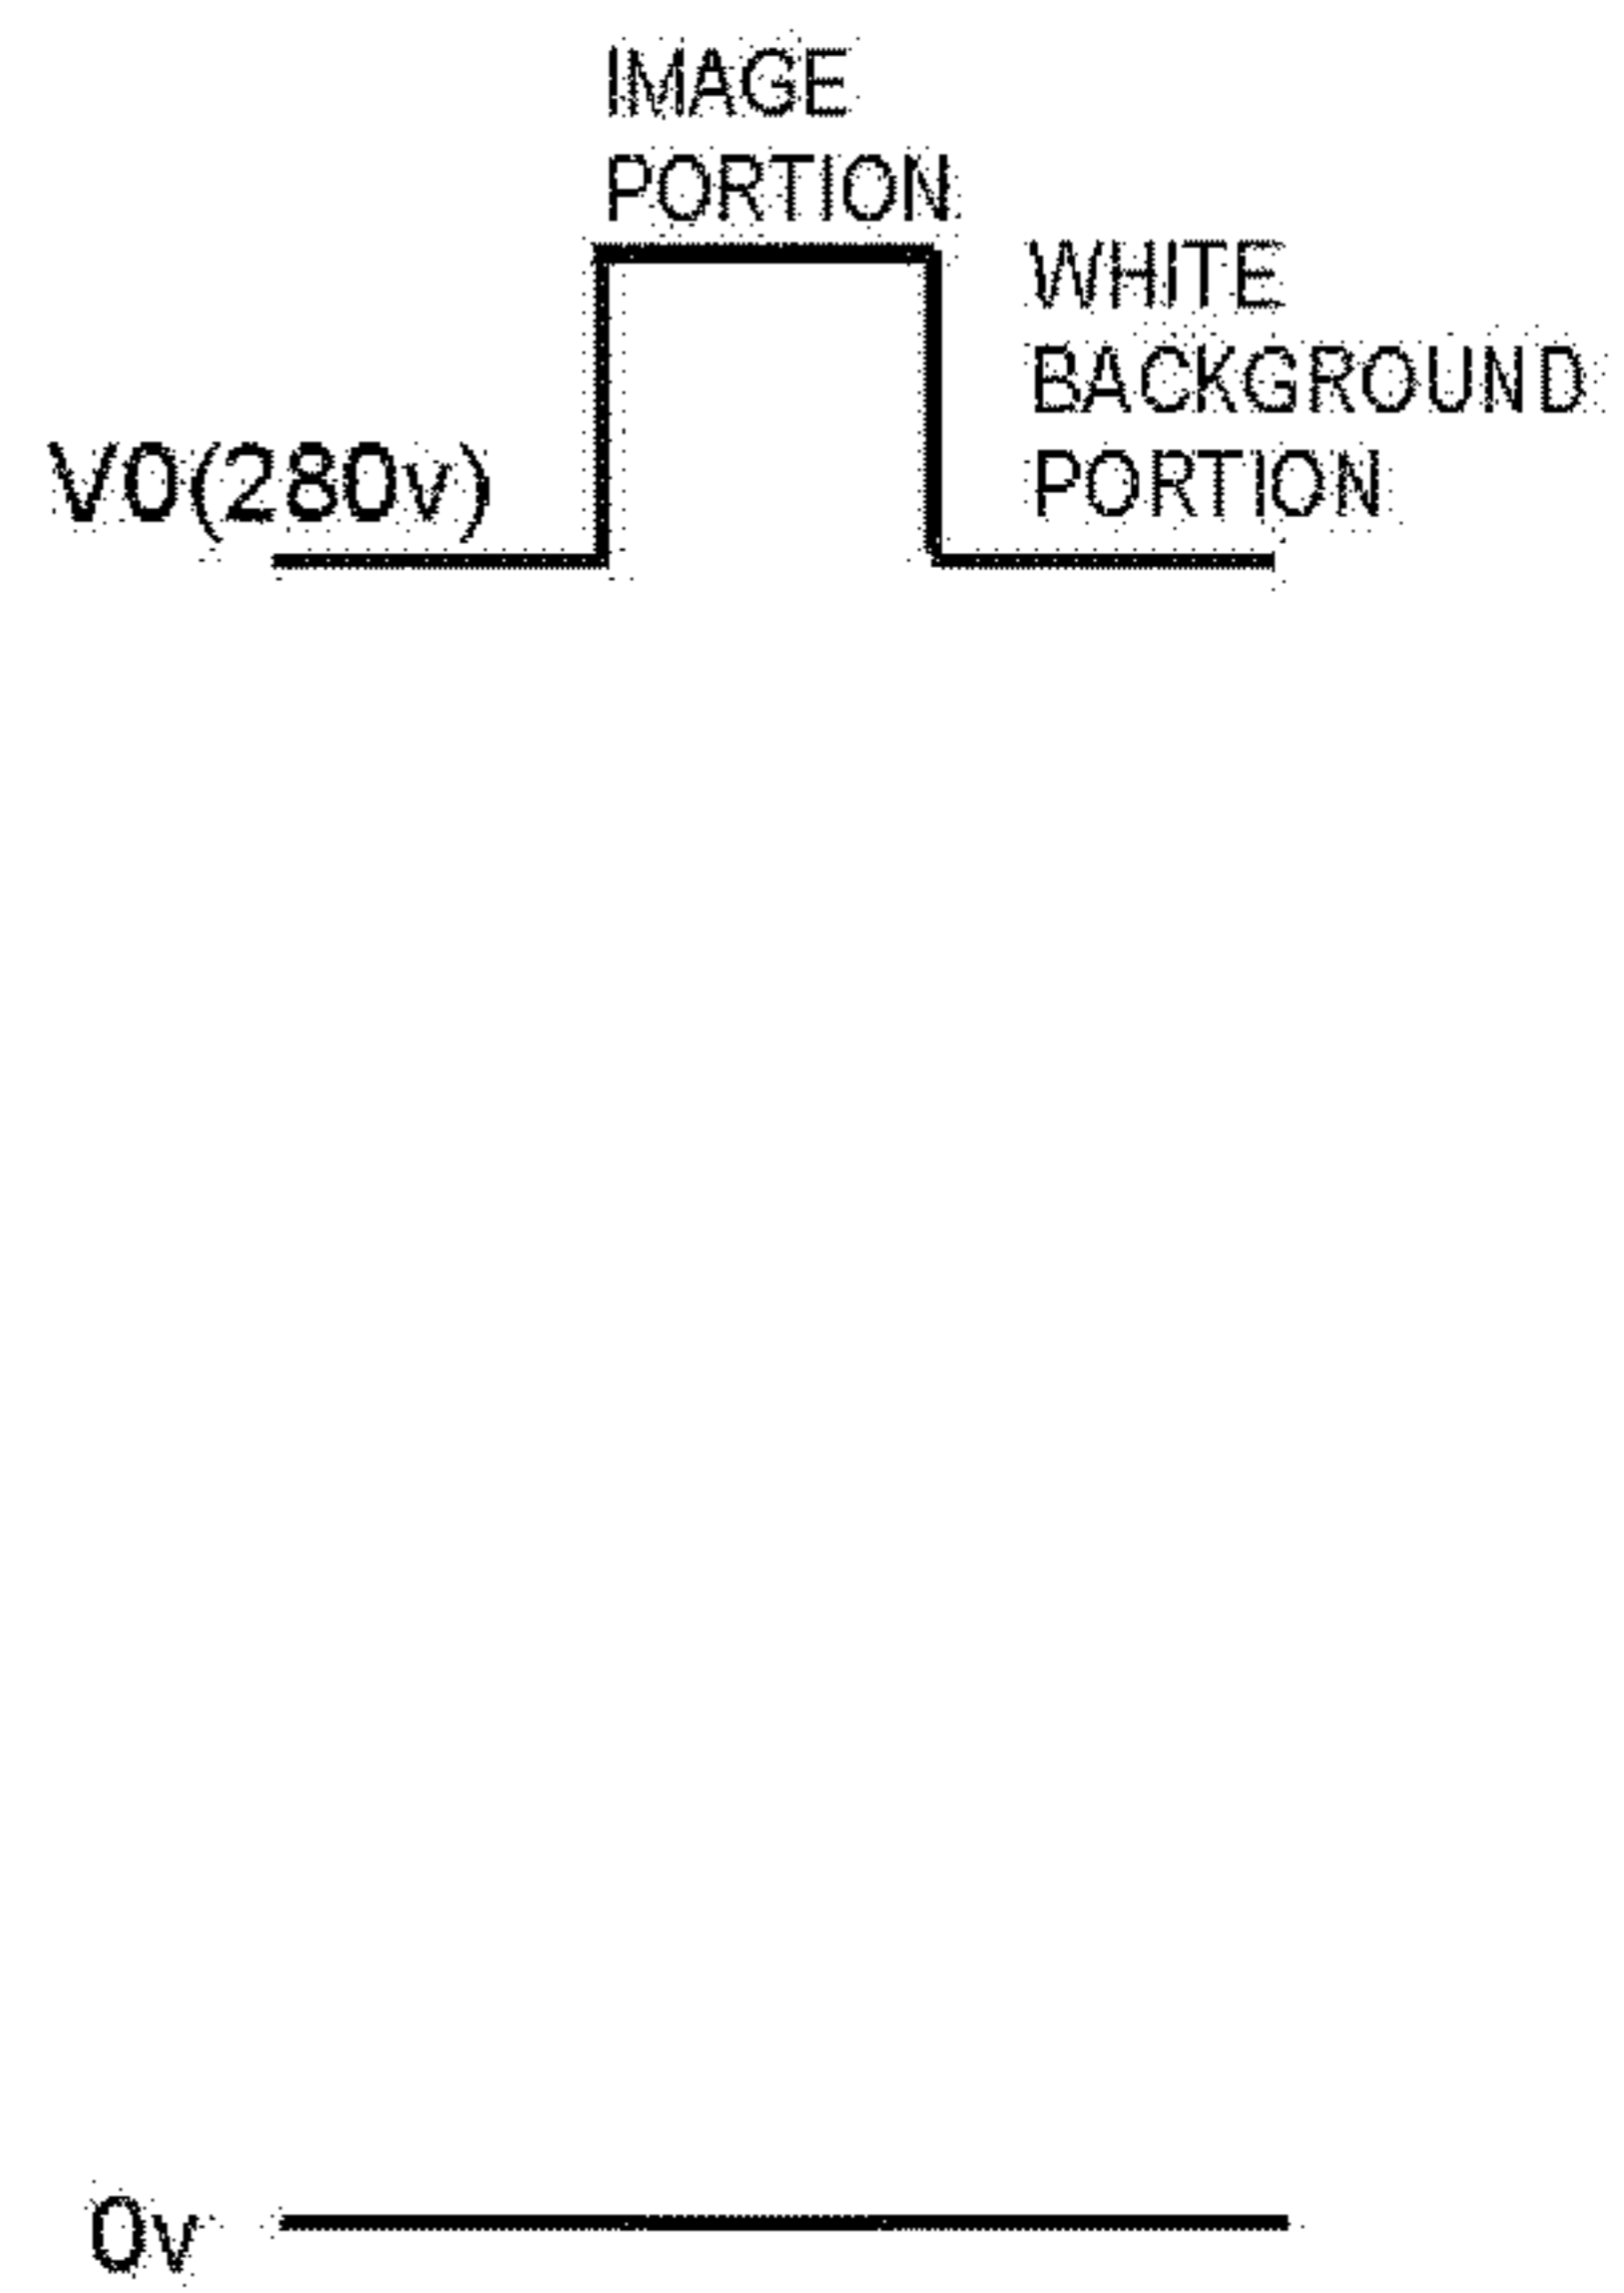 IMAGE
PORTION
WHITE
BACKGROUND
PORTION
V0(280v)
0v